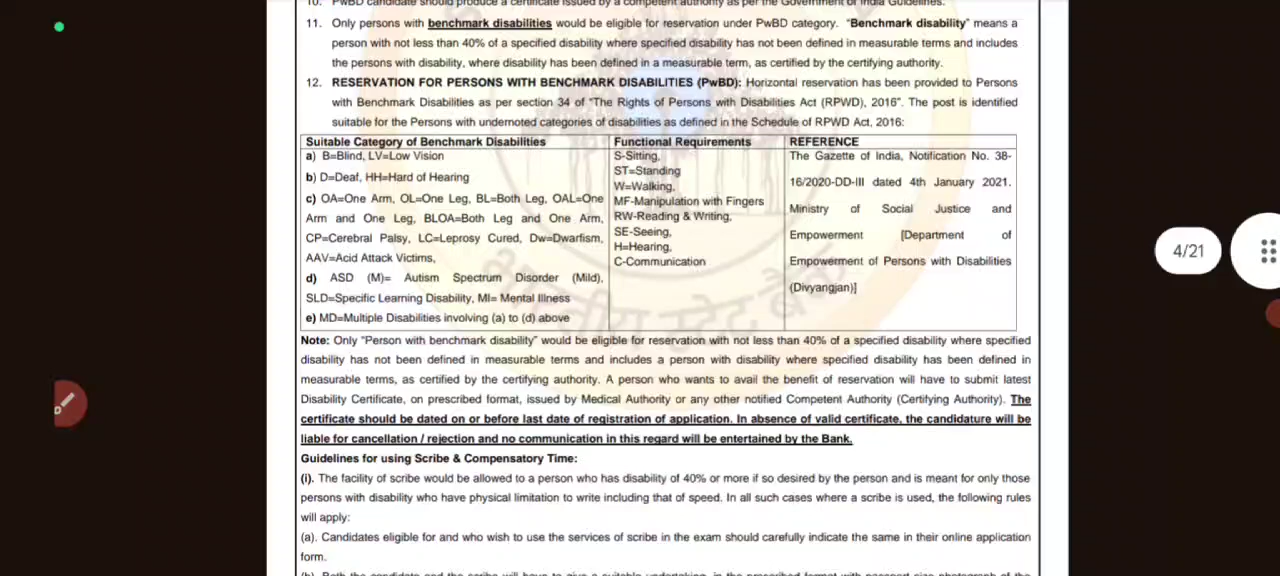 10. PwBD candidate should produce a certificate issued by a competent authority as per the Government of India Guidelines.
11. Only persons with benchmark disabilities would be eligible for reservation under PwBD category. "Benchmark disability" means a
person with not less than 40% of a specified disability where specified disability has not been defined in measurable terms and includes
the persons with disability, where disability has been defined in a measurable term, as certified by the certifying authority.
12. RESERVATION FOR PERSONS WITH BENCHMARK DISABILITIES (PwBD): Horizontal reservation has been provided to Persons
with Benchmark Disabilities as per section 34 of "The Rights of Persons with Disabilities Act (RPWD), 2016". The post is identified
suitable for the Persons with undernoted categories of disabilities as defined in the Schedule of RPWD Act, 2016:
Suitable Category of Benchmark Disabilities
a) B=Blind, LV=Low Vision
b) D=Deaf, HH=Hard of Hearing
c) OA=One Arm, OL=One Leg, BL=Both Leg, OAL=One
Arm and One Leg, BLOA=Both Leg and One Arm,
CP=Cerebral Palsy, LC=Leprosy Cured, Dw=Dwarfism,
AAV=Acid Attack Victims,
d) ASD (M)= Autism Spectrum Disorder (Mild),
SLD=Specific Learning Disability, MI= Mental Illness
e) MD=Multiple Disabilities involving (a) to (d) above
Functional Requirements
S-Sitting,
ST=Standing
W=Walking,
MF-Manipulation with Fingers
RW-Reading & Writing,
SE-Seeing,
H=Hearing,
C-Communication
REFERENCE
The Gazette of India, Notification No. 38-
16/2020-DD-III dated 4th January 2021.
Ministry of Social Justice and
Empowerment [Department of
Empowerment of Persons with Disabilities
(Divyangjan)]
Note: Only "Person with benchmark disability" would be eligible for reservation with not less than 40% of a specified disability where specified
disability has not been defined in measurable terms and includes a person with disability where specified disability has been defined in
measurable terms, as certified by the certifying authority. A person who wants to avail the benefit of reservation will have to submit latest
Disability Certificate, on prescribed format, issued by Medical Authority or any other notified Competent Authority (Certifying Authority). The
certificate should be dated on or before last date of registration of application. In absence of valid certificate, the candidature will be
liable for cancellation / rejection and no communication in this regard will be entertained by the Bank.
Guidelines for using Scribe & Compensatory Time:
(i). The facility of scribe would be allowed to a person who has disability of 40% or more if so desired by the person and is meant for only those
persons with disability who have physical limitation to write including that of speed. In all such cases where a scribe is used, the following rules
will apply:
(a). Candidates eligible for and who wish to use the services of scribe in the exam should carefully indicate the same in their online application
form.
(b). Both the candidate and the scribe will have to give a suitable undertaking, in the prescribed format with passport size photograph of the
4/21